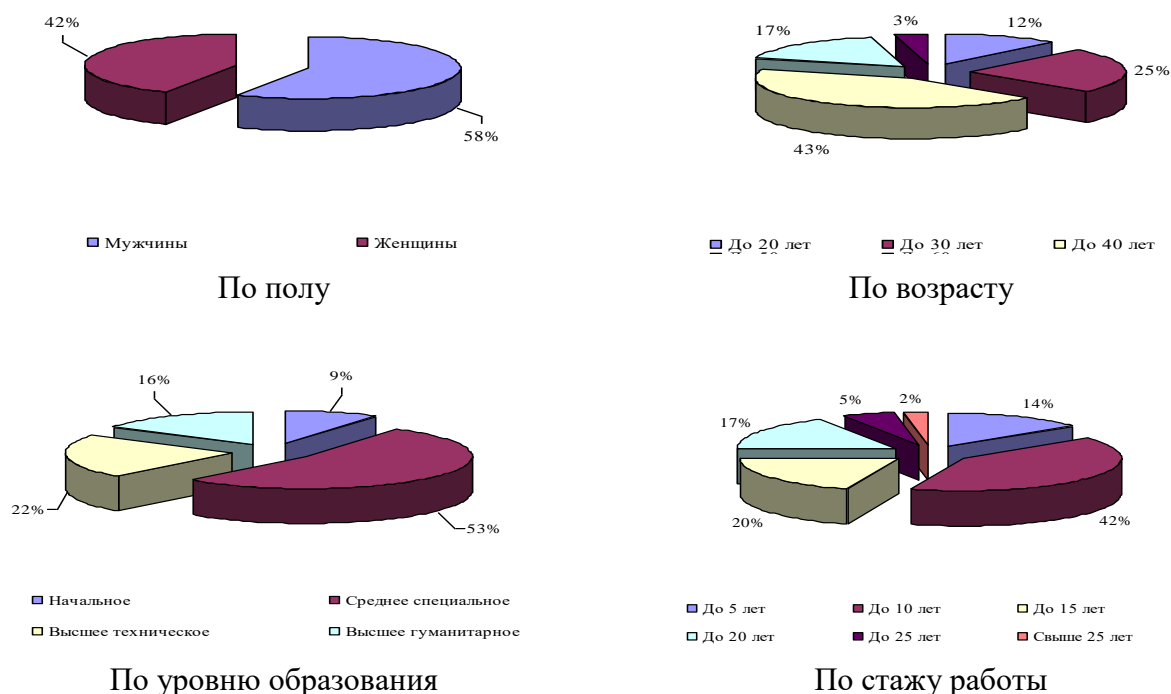 42%
58%
Мужчины Женщины
По полу
17% 3% 12%
25%
43%
До 20 лет До 30 лет До 40 лет
По возрасту
16% 9%
22%
53%
Начальное Среднее специальное
Высшее техническое Высшее гуманитарное
По уровню образования
5% 2% 14%
17%
20% 42%
До 5 лет До 10 лет До 15 лет
До 20 лет До 25 лет Свыше 25 лет
По стажу работы